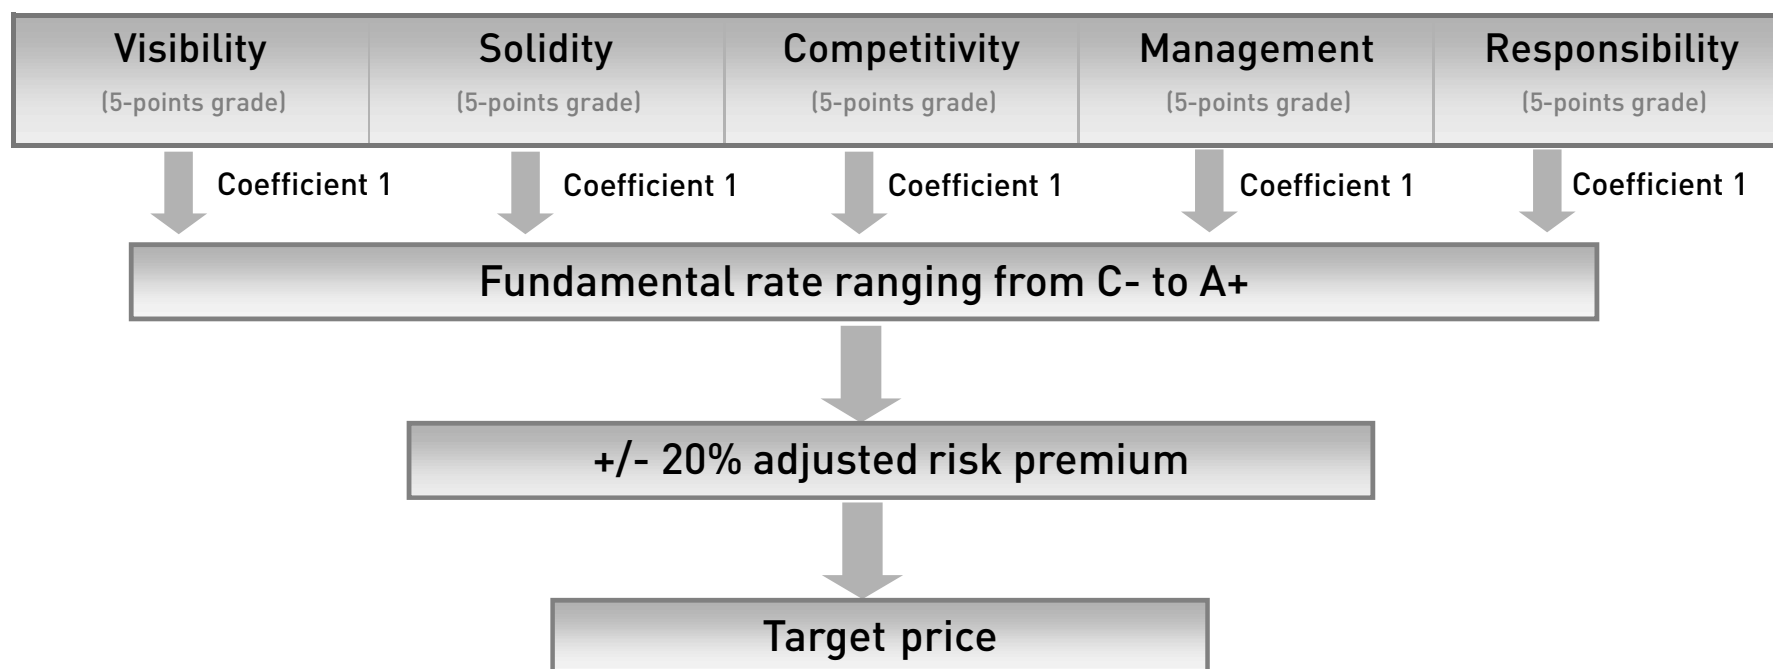 Visibility Solidity Competitivity Management Responsibility
(5-points grade) (5-points grade) (5-points grade) (5-points grade) (5-points grade)
Coefficient 1 Coefficient 1 Coefficient 1 Coefficient 1 Coefficient 1
Fundamental rate ranging from C- to A+
+/- 20% adjusted risk premium
Target price